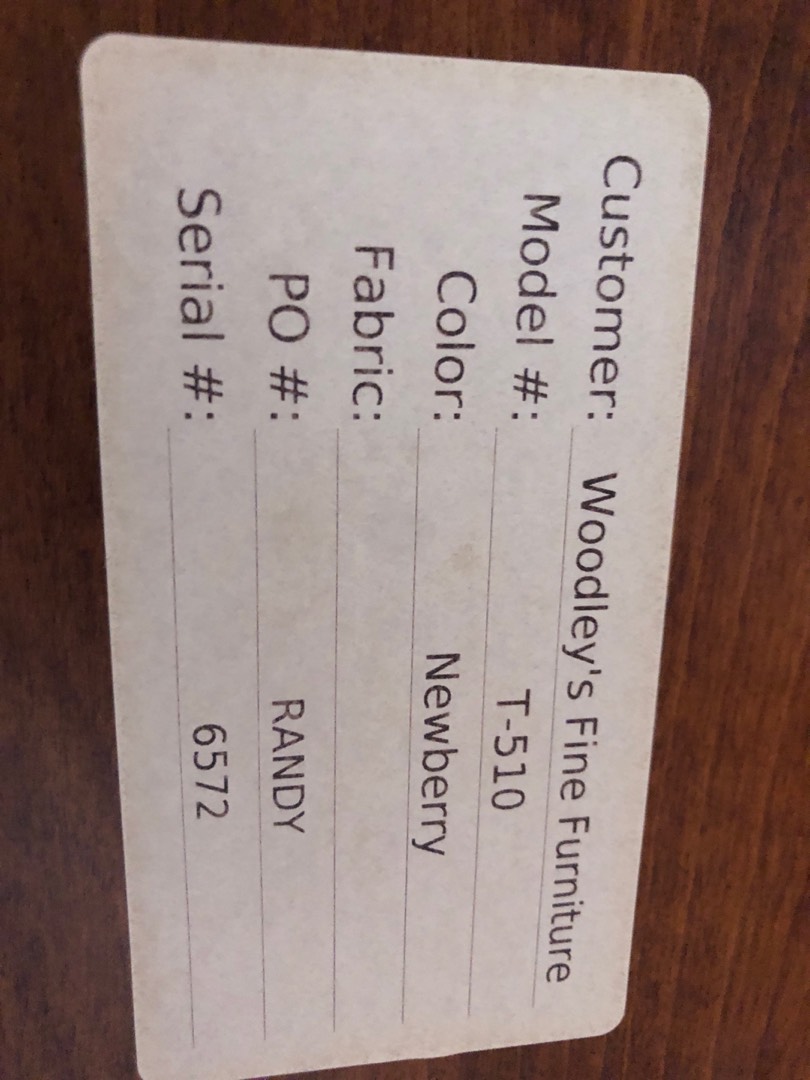 Customer: Woodley's Fine Furniture
Model #: T-510
Color: Newberry
Fabric:
PO #: RANDY
Serial #: 6572